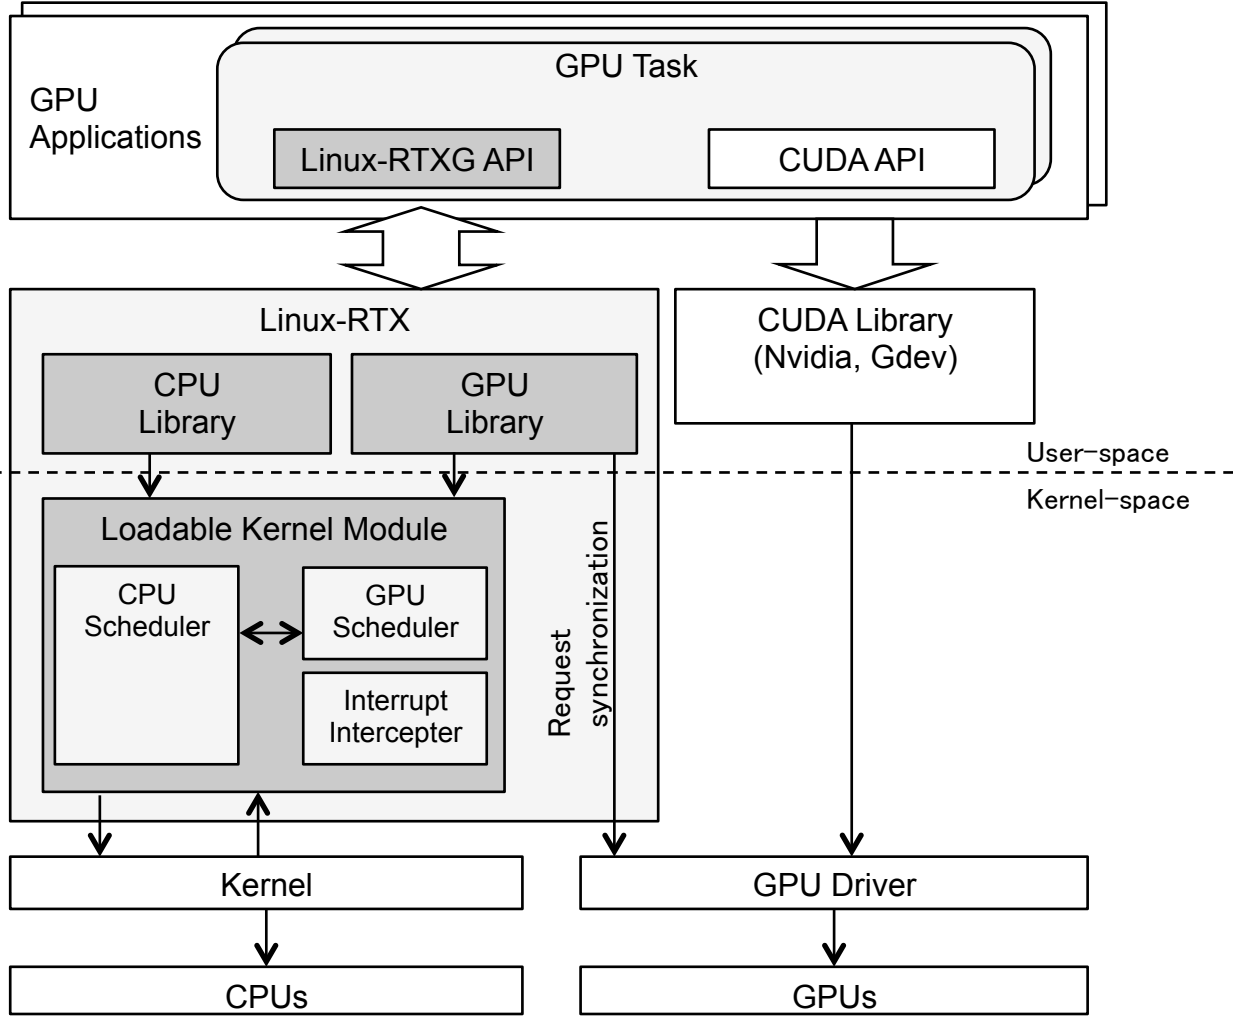 GPU Task
GPU
Applications
Linux-RTXG API
CUDA API
Linux-RTX
CUDA Library
(Nvidia, Gdev)
CPU
Library
GPU
Library
User-space
Kernel-space
Loadable Kernel Module
CPU
Scheduler
GPU
Scheduler
Interrupt
Intercepter
Request
synchronization
Kernel
GPU Driver
CPUs
GPUs